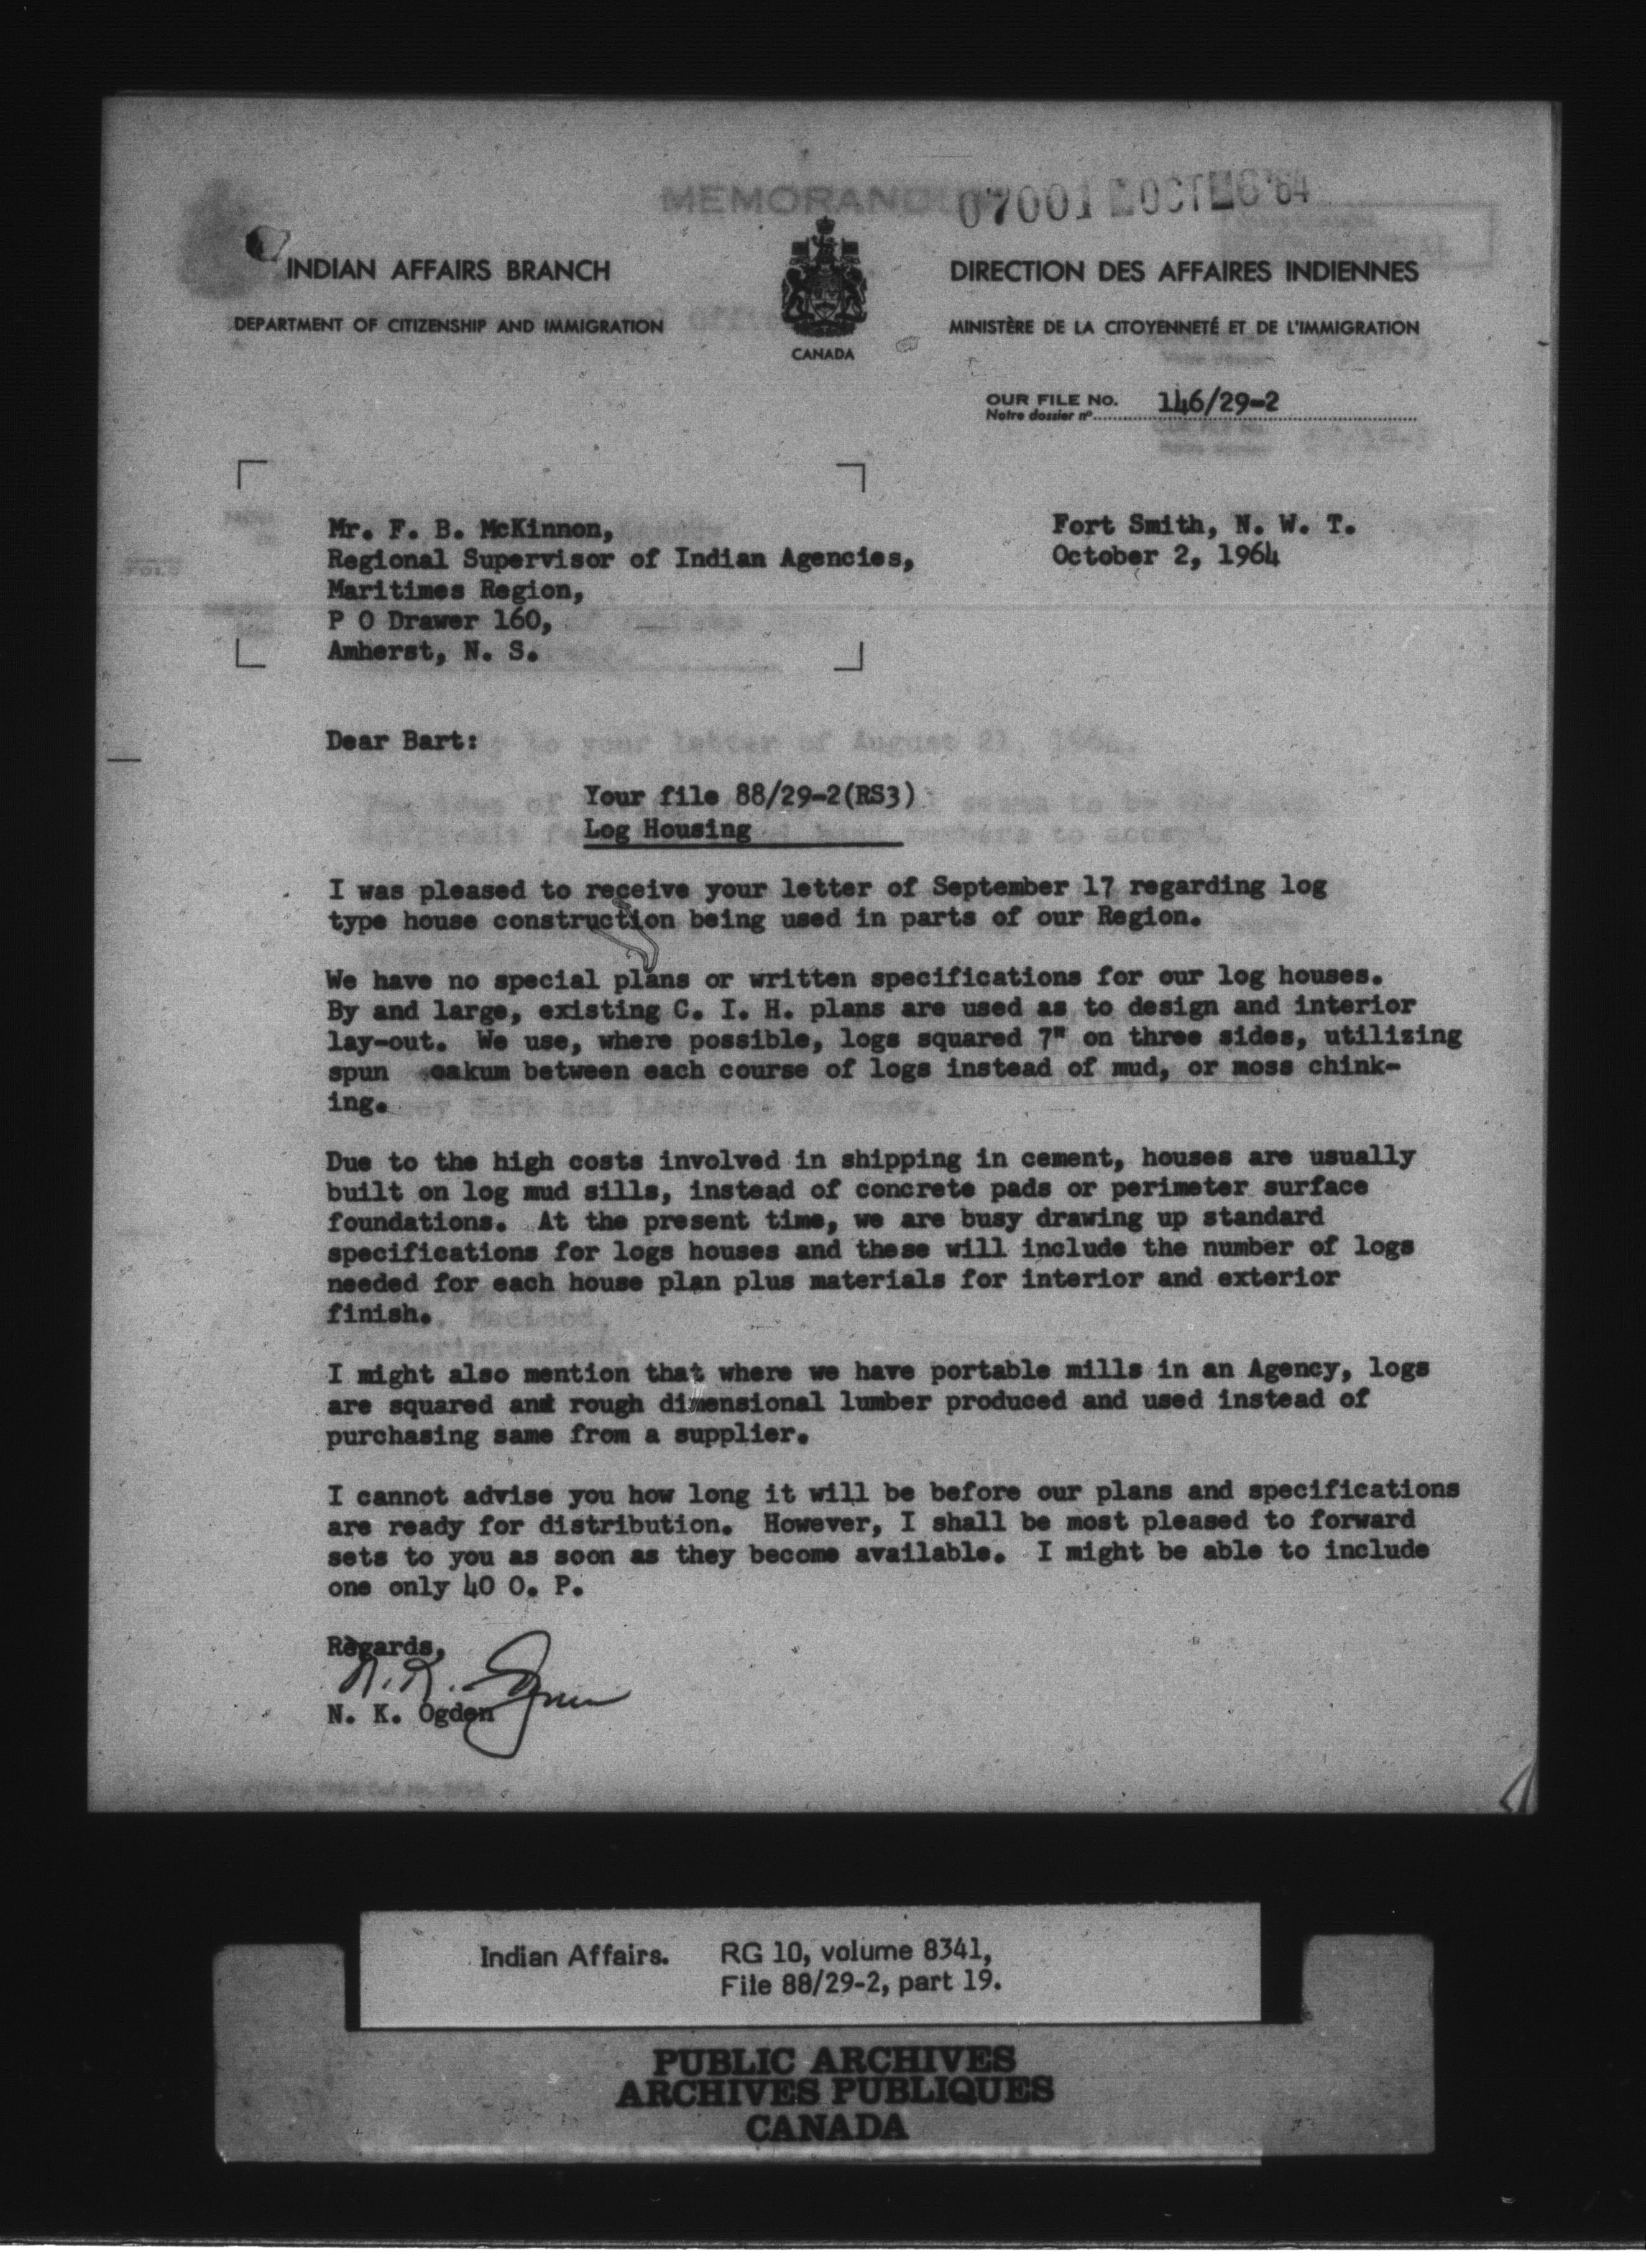 07001 OCT 6 '64
INDIAN AFFAIRS BRANCH
DEPARTMENT OF CITIZENSHIP AND IMMIGRATION
CANADA
DIRECTION DES AFFAIRES INDIENNES
MINISTÈRE DE LA CITOYENNETÉ ET DE L'IMMIGRATION
OUR FILE NO. 146/29-2
Notre dossier nº
Mr. F. B. McKinnon,
Regional Supervisor of Indian Agencies,
Maritimes Region,
P O Drawer 160,
Amherst, N. S.
Fort Smith, N. W. T.
October 2, 1964
Dear Bart:
Your file 88/29-2(RS3)
Log Housing
I was pleased to receive your letter of September 17 regarding log
type house construction being used in parts of our Region.
We have no special plans or written specifications for our log houses.
By and large, existing C. I. H. plans are used as to design and interior
lay-out. We use, where possible, logs squared 7" on three sides, utilizing
spun oakum between each course of logs instead of mud, or moss chink-
ing.
Due to the high costs involved in shipping in cement, houses are usually
built on log mud sills, instead of concrete pads or perimeter surface
foundations. At the present time, we are busy drawing up standard
specifications for logs houses and these will include the number of logs
needed for each house plan plus materials for interior and exterior
finish.
I might also mention that where we have portable mills in an Agency, logs
are squared and rough dimensional lumber produced and used instead of
purchasing same from a supplier.
I cannot advise you how long it will be before our plans and specifications
are ready for distribution. However, I shall be most pleased to forward
sets to you as soon as they become available. I might be able to include
one only 40 O. P.
Regards,
N. K. Ogden
Indian Affairs. RG 10, volume 8341,
File 88/29-2, part 19.
PUBLIC ARCHIVES
ARCHIVES PUBLIQUES
CANADA